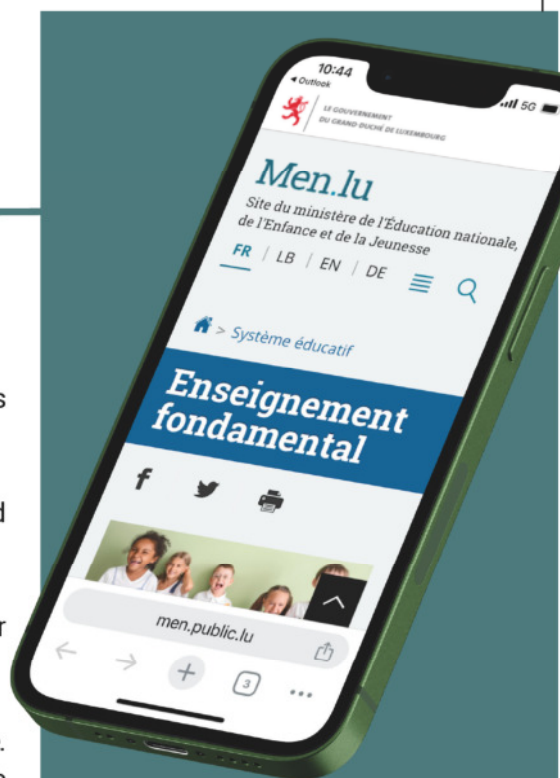 10:44
Outlook
5G
LE GOUVERNEMENT
DU GRAND-DUCHÉ DE LUXEMBOURG
Men.lu
Site du ministère de l'Éducation nationale,
de l'Enfance et de la Jeunesse
FR | LB | EN | DE
> Système éducatif
Enseignement
fondamental
men.public.lu
3